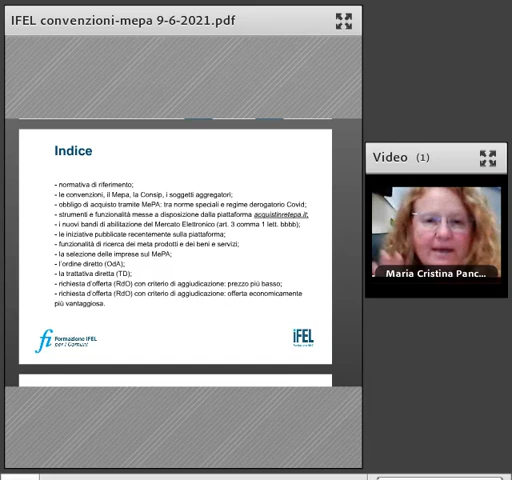 IFEL convenzioni-mepa 9-6-2021.pdf
Indice
- normativa di riferimento;
- le convenzioni, il Mepa, la Consip, i soggetti aggregatori;
- obbligo di acquisto tramite MePA: tra norme speciali e regime derogatorio Covid;
- strumenti e funzionalità messe a disposizione dalla piattaforma acquistinretepa.it;
- i nuovi bandi di abilitazione del Mercato Elettronico (art. 3 comma 1 lett. bbbb);
- le iniziative pubblicate recentemente sulla piattaforma;
- funzionalità di ricerca dei meta prodotti e dei beni e servizi;
- la selezione delle imprese sul MePA;
- l'ordine diretto (OdA);
- la trattativa diretta (TD);
- richiesta d'offerta (RdO) con criterio di aggiudicazione: prezzo più basso;
- richiesta d'offerta (RdO) con criterio di aggiudicazione: offerta economicamente
più vantaggiosa.
fi Formazione IFEL
per i Comuni
iFEL
Video (1)
Maria Cristina Panc...